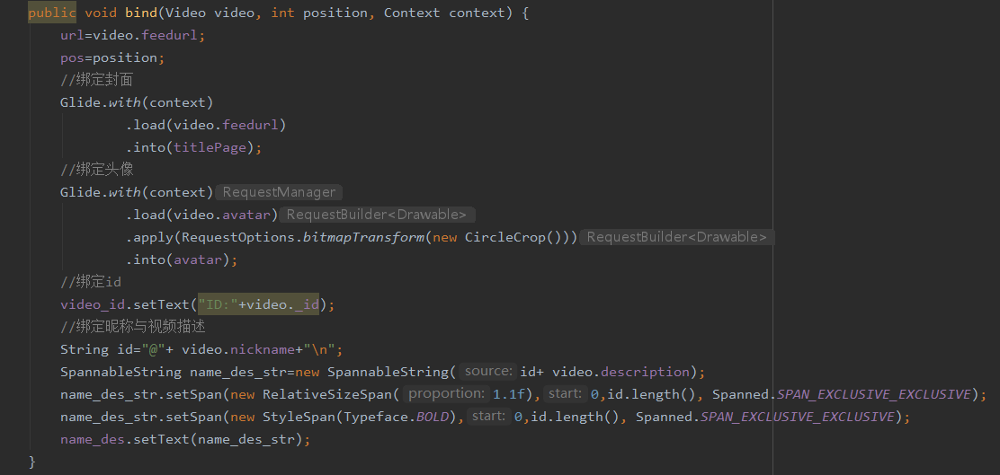 public void bind(Video video, int position, Context context) {
url=video.feedurl;
pos=position;
//绑定封面
Glide.with(context)
.load(video.feedurl)
.into(titlePage);
//绑定头像
Glide.with(context) RequestManager
.load(video.avatar) RequestBuilder<Drawable>
.apply(RequestOptions.bitmapTransform(new CircleCrop())) RequestBuilder<Drawable>
.into(avatar);
//绑定id
video_id.setText("ID:"+video._id);
//绑定昵称与视频描述
String id="@"+ video.nickname+"\n";
SpannableString name_des_str=new SpannableString( source: id+ video.description);
name_des_str.setSpan(new RelativeSizeSpan( proportion: 1.1f), start: 0,id.length(), Spanned.SPAN_EXCLUSIVE_EXCLUSIVE);
name_des_str.setSpan(new StyleSpan(Typeface.BOLD), start: 0,id.length(), Spanned.SPAN_EXCLUSIVE_EXCLUSIVE);
name_des.setText(name_des_str);
}